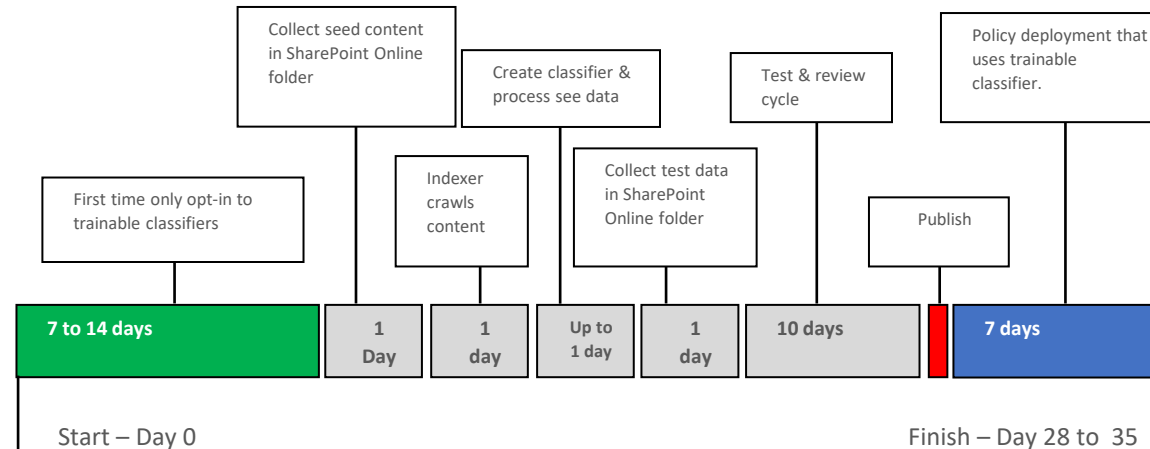 Collect seed content
in SharePoint Online
folder
Create classifier &
process see data
Test & review
cycle
Policy deployment that
uses trainable
classifier.
First time only opt-in to
trainable classifiers
Indexer
crawls
content
Collect test data
in SharePoint
Online folder
Publish
7 to 14 days
1
Day
1
day
Up to
1 day
1
day
10 days
7 days
Start – Day 0
Finish – Day 28 to 35